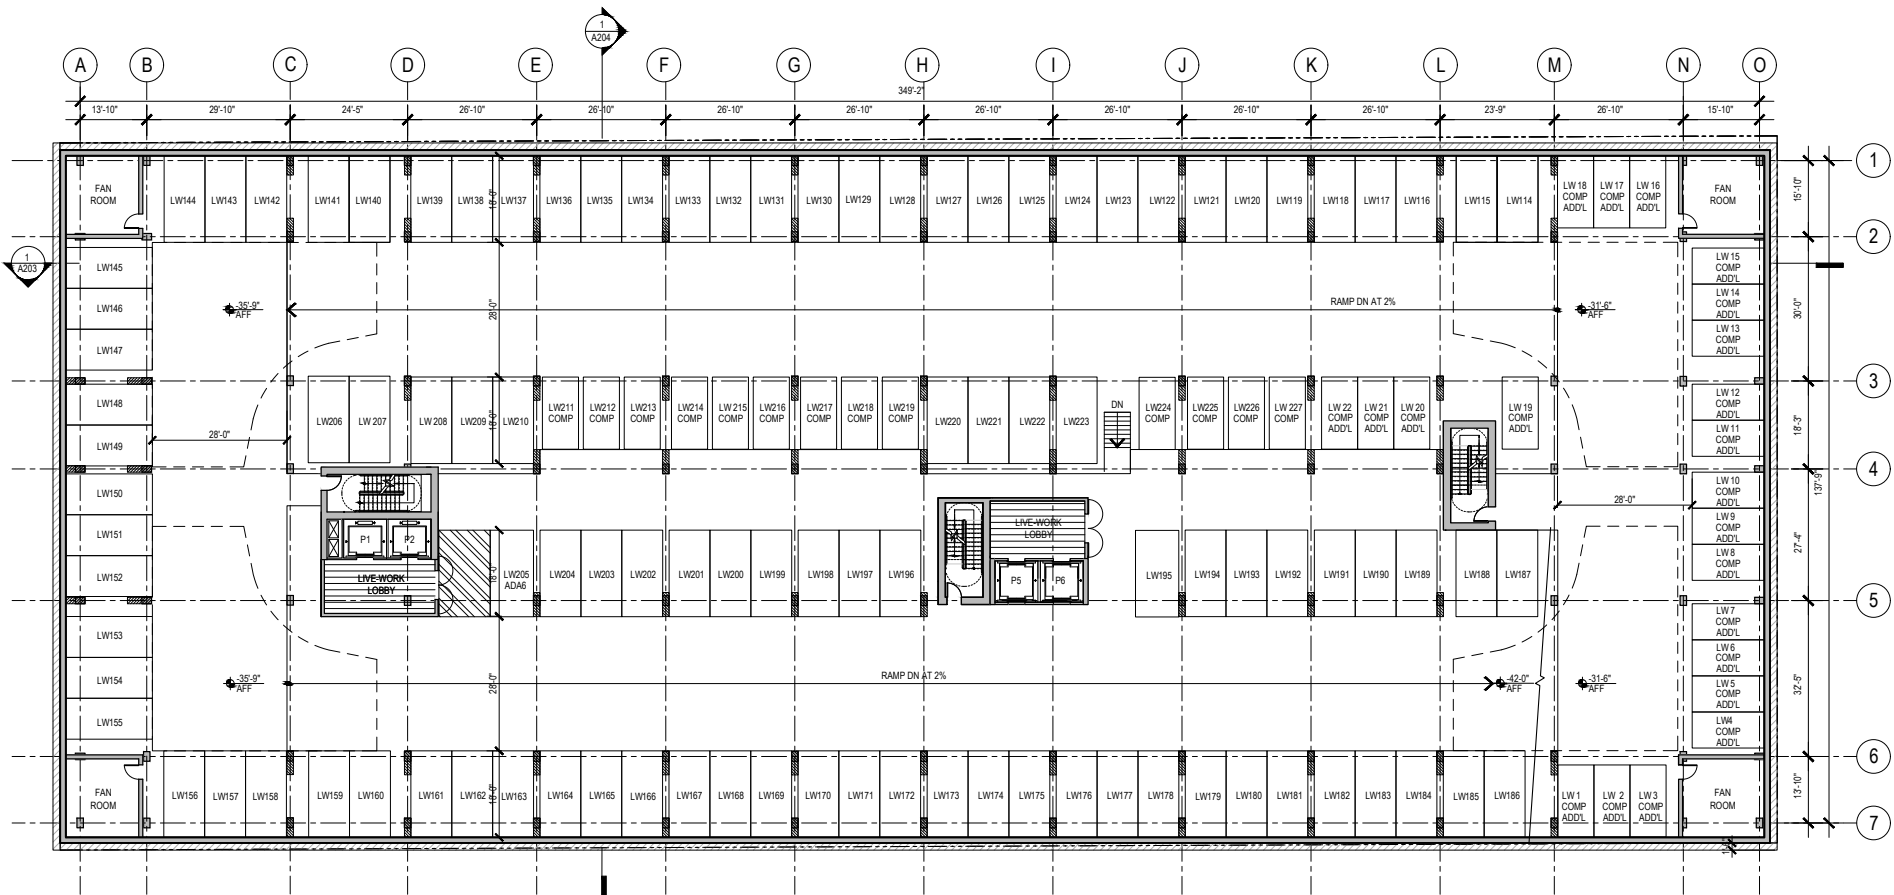 1
A204
A B C D E F G H I J K L M N O
349'-2"
13'-10" 29'-10" 24'-5" 26'-10" 26'-10" 26'-10" 26'-10" 26'-10" 26'-10" 26'-10" 26'-10" 23'-9" 26'-10" 15'-10"
1
FAN
ROOM
LW144 LW143 LW142 LW141 LW140 LW139 LW138 LW137 LW136 LW135 LW134 LW133 LW132 LW131 LW130 LW129 LW128 LW127 LW126 LW125 LW124 LW123 LW122 LW121 LW120 LW119 LW118 LW117 LW116 LW115 LW114
LW 18
COMP
ADD'L
LW 17
COMP
ADD'L
LW 16
COMP
ADD'L
FAN
ROOM
18'-0"
15'-10"
2
1
A203
LW145
LW146
LW147
-35'-9"
AFF
28'-0"
RAMP DN AT 2%
-31'-6"
AFF
LW 15
COMP
ADD'L
LW 14
COMP
ADD'L
LW 13
COMP
ADD'L
30'-0"
3
LW148
LW149
28'-0"
LW206 LW 207 LW 208 LW209 LW210
18'-0"
LW211
COMP
LW212
COMP
LW213
COMP
LW214
COMP
LW 215
COMP
LW216
COMP
LW217
COMP
LW218
COMP
LW219
COMP
LW220 LW221 LW222 LW223
DN
LW224
COMP
LW225
COMP
LW226
COMP
LW 227
COMP
LW 22
COMP
ADD'L
LW 21
COMP
ADD'L
LW 20
COMP
ADD'L
LW 19
COMP
ADD'L
LW 12
COMP
ADD'L
LW 11
COMP
ADD'L
18'-3"
4
137'-9"
LW150
LW151
LW152
P1 P2
LIVE-WORK
LOBBY
18'-0"
LW205
ADA6
LW204 LW203 LW202 LW201 LW200 LW199 LW198 LW197 LW196
LIVE-WORK
LOBBY
P5 P6
LW195 LW194 LW193 LW192 LW191 LW190 LW189 LW188 LW187
28'-0"
LW 10
COMP
ADD'L
LW 9
COMP
ADD'L
LW 8
COMP
ADD'L
27'-4"
5
LW153
LW154
LW155
-35'-9"
AFF
28'-0"
RAMP DN AT 2%
-42'-0"
AFF
-31'-6"
AFF
LW 7
COMP
ADD'L
LW 6
COMP
ADD'L
LW 5
COMP
ADD'L
LW4
COMP
ADD'L
32'-5"
6
FAN
ROOM
LW156 LW157 LW158 LW159 LW160 LW161 LW162 LW163 LW164 LW165 LW166 LW167 LW168 LW169 LW170 LW171 LW172 LW173 LW174 LW175 LW176 LW177 LW178 LW179 LW180 LW181 LW182 LW183 LW184 LW185 LW186
18'-0"
LW 1
COMP
ADD'L
LW 2
COMP
ADD'L
LW 3
COMP
ADD'L
FAN
ROOM
13'-10"
7